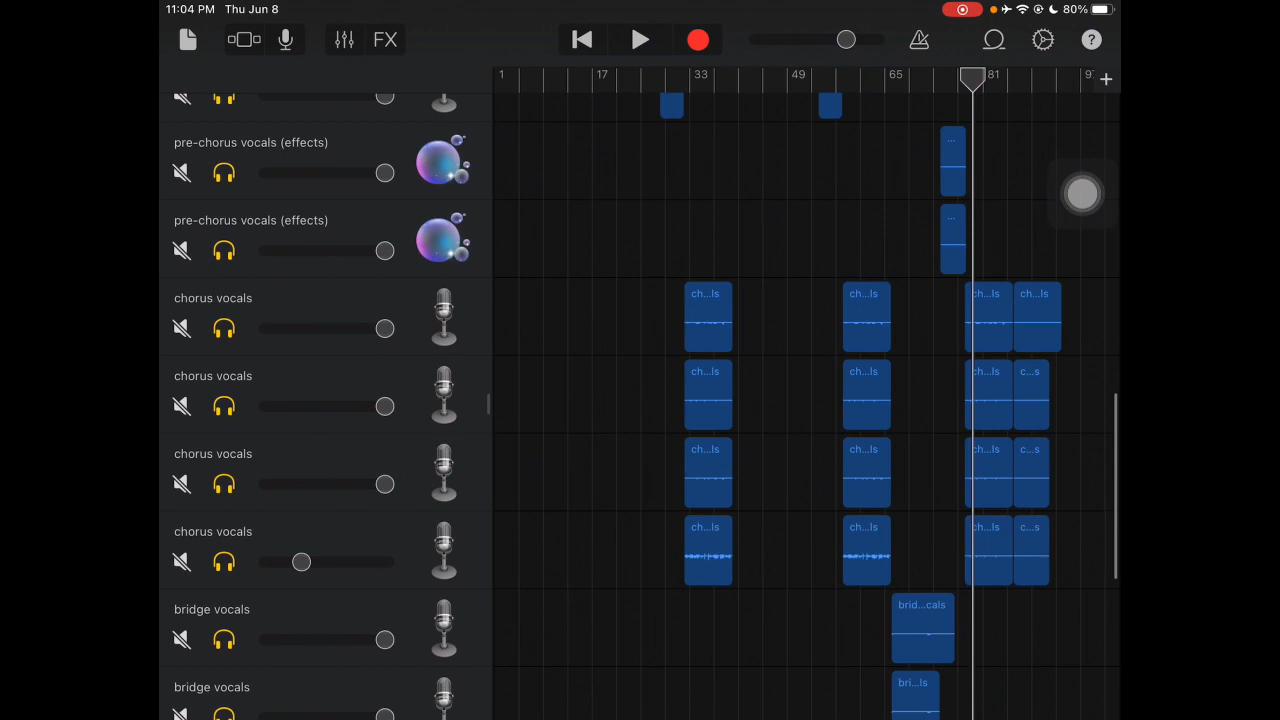 11:04 PM Thu Jun 8
80%
FX
?
1 17 33 49 65 81 97
+
pre-chorus vocals (effects)
...
pre-chorus vocals (effects)
...
chorus vocals
ch...ls ch...ls ch...ls ch...ls
chorus vocals
ch...ls ch...ls ch...ls c...s
chorus vocals
ch...ls ch...ls ch...ls c...s
chorus vocals
ch...ls ch...ls ch...ls c...s
bridge vocals
brid...cals
bridge vocals
bri...ls